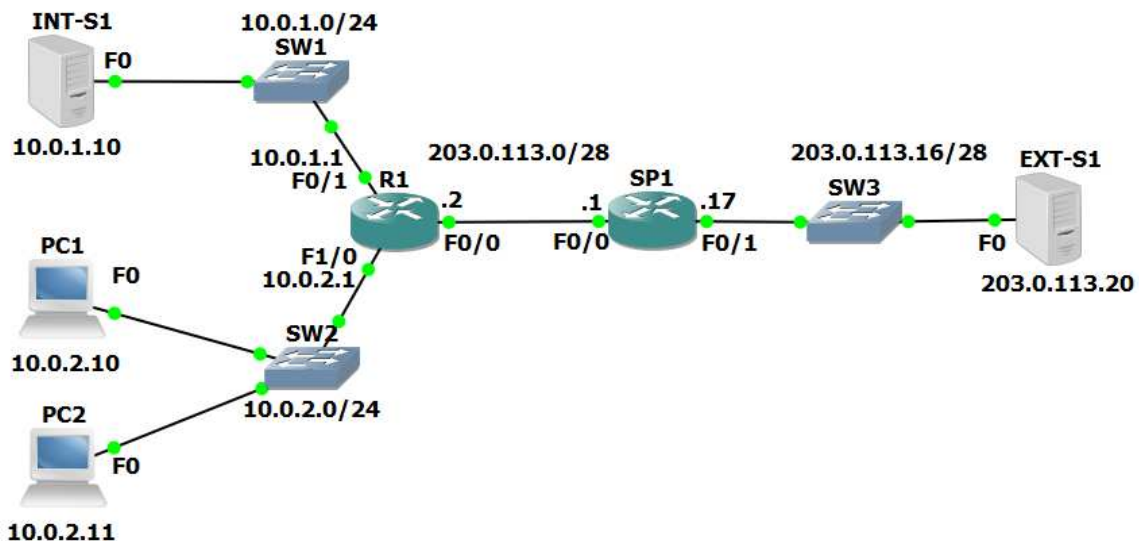 INT-S1
F0
10.0.1.10
10.0.1.0/24
SW1
10.0.1.1
F0/1
R1
.2
F0/0
203.0.113.0/28
SP1
.1
F0/0
.17
F0/1
203.0.113.16/28
SW3
EXT-S1
F0
203.0.113.20
F1/0
10.0.2.1
PC1
F0
10.0.2.10
SW2
10.0.2.0/24
PC2
F0
10.0.2.11